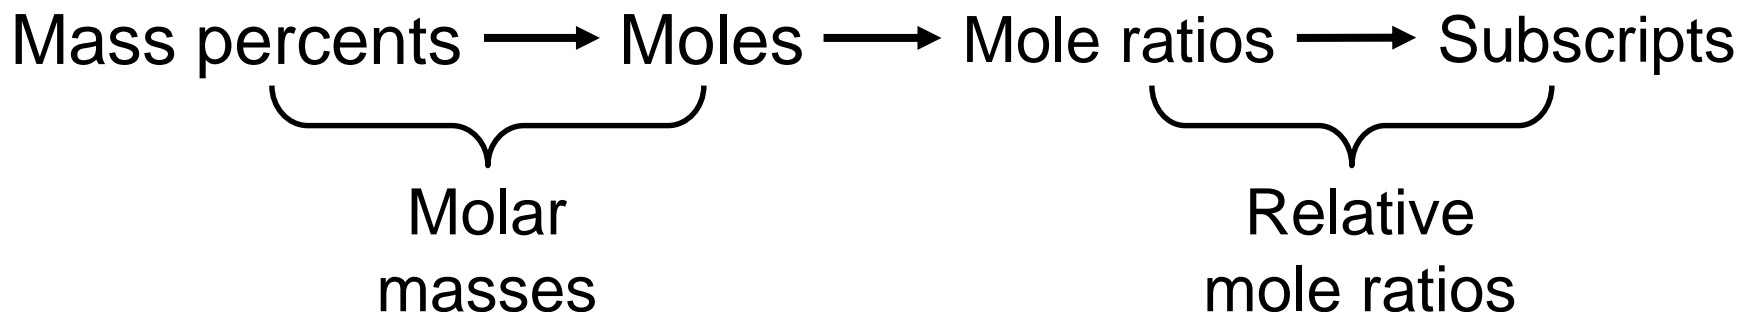 Mass percents Moles Mole ratios Subscripts
Molar
masses
Relative
mole ratios